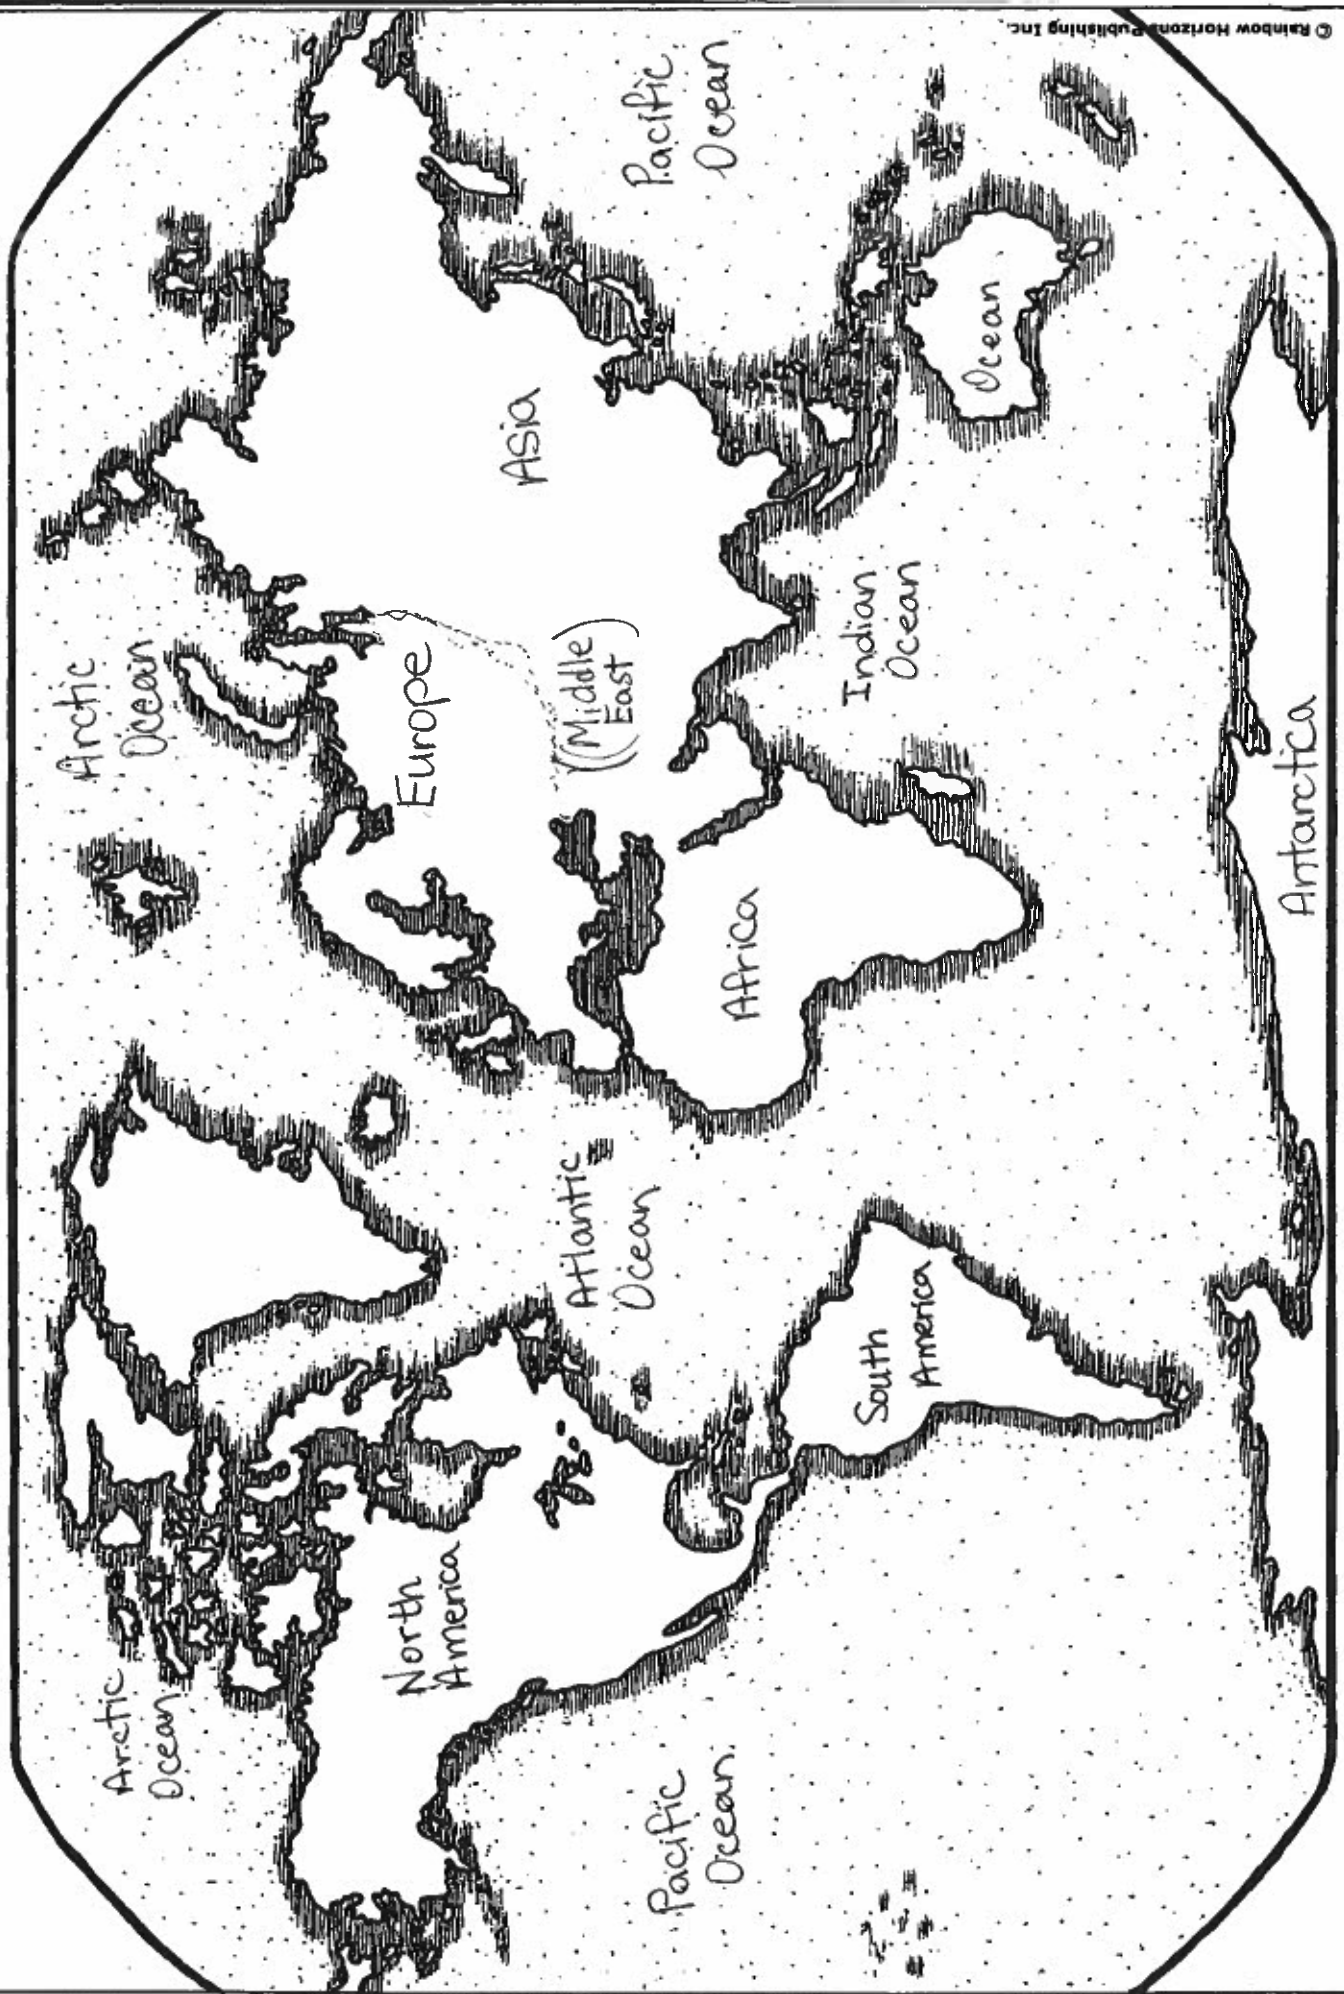 © Rainbow Horizons Publishing Inc.
Arctic
Ocean
Arctic
Ocean
North
America
Europe
Asia
(Middle
East)
Pacific
Ocean
Atlantic
Ocean
Pacific
Ocean
Africa
South
America
Indian
Ocean
Ocean
Antarctica